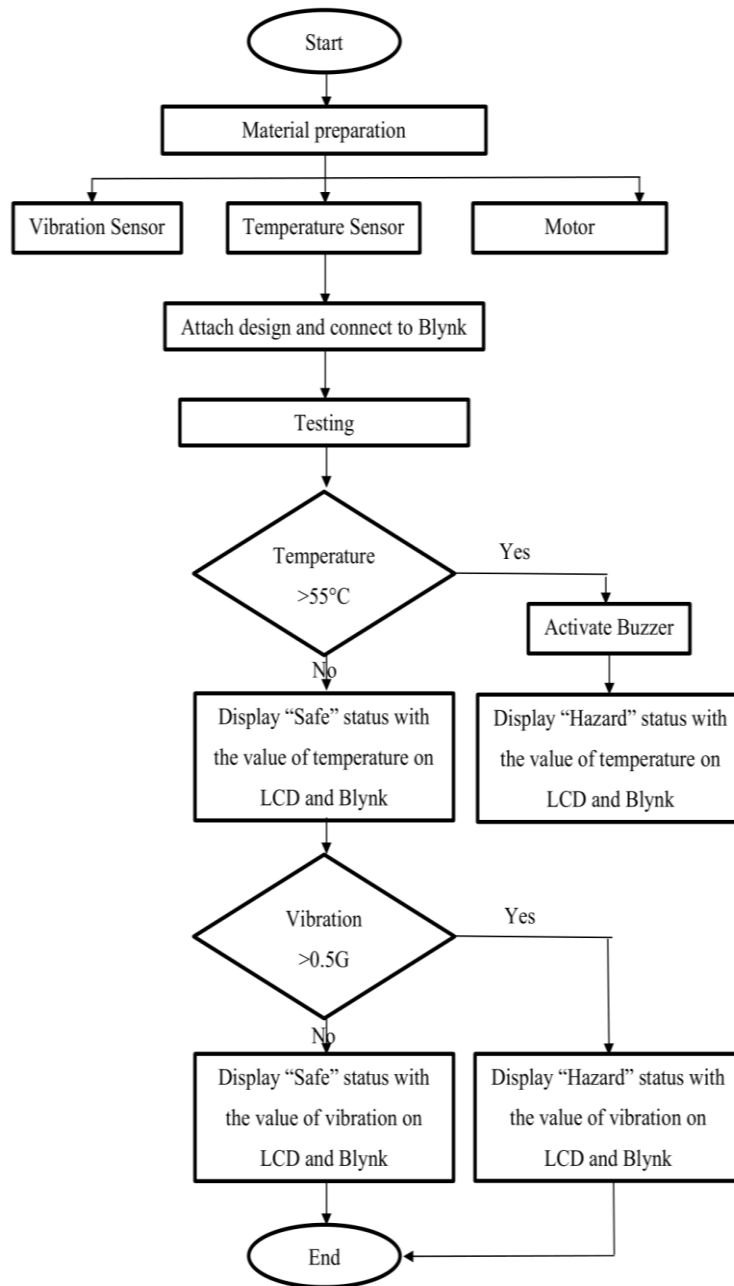 Start
Material preparation
Vibration Sensor
Temperature Sensor
Motor
Attach design and connect to Blynk
Testing
Temperature
>55°C
Yes
Activate Buzzer
No
Display “Safe” status with
the value of temperature on
LCD and Blynk
Display “Hazard” status with
the value of temperature on
LCD and Blynk
Vibration
>0.5G
Yes
No
Display “Safe” status with
the value of vibration on
LCD and Blynk
Display “Hazard” status with
the value of vibration on
LCD and Blynk
End